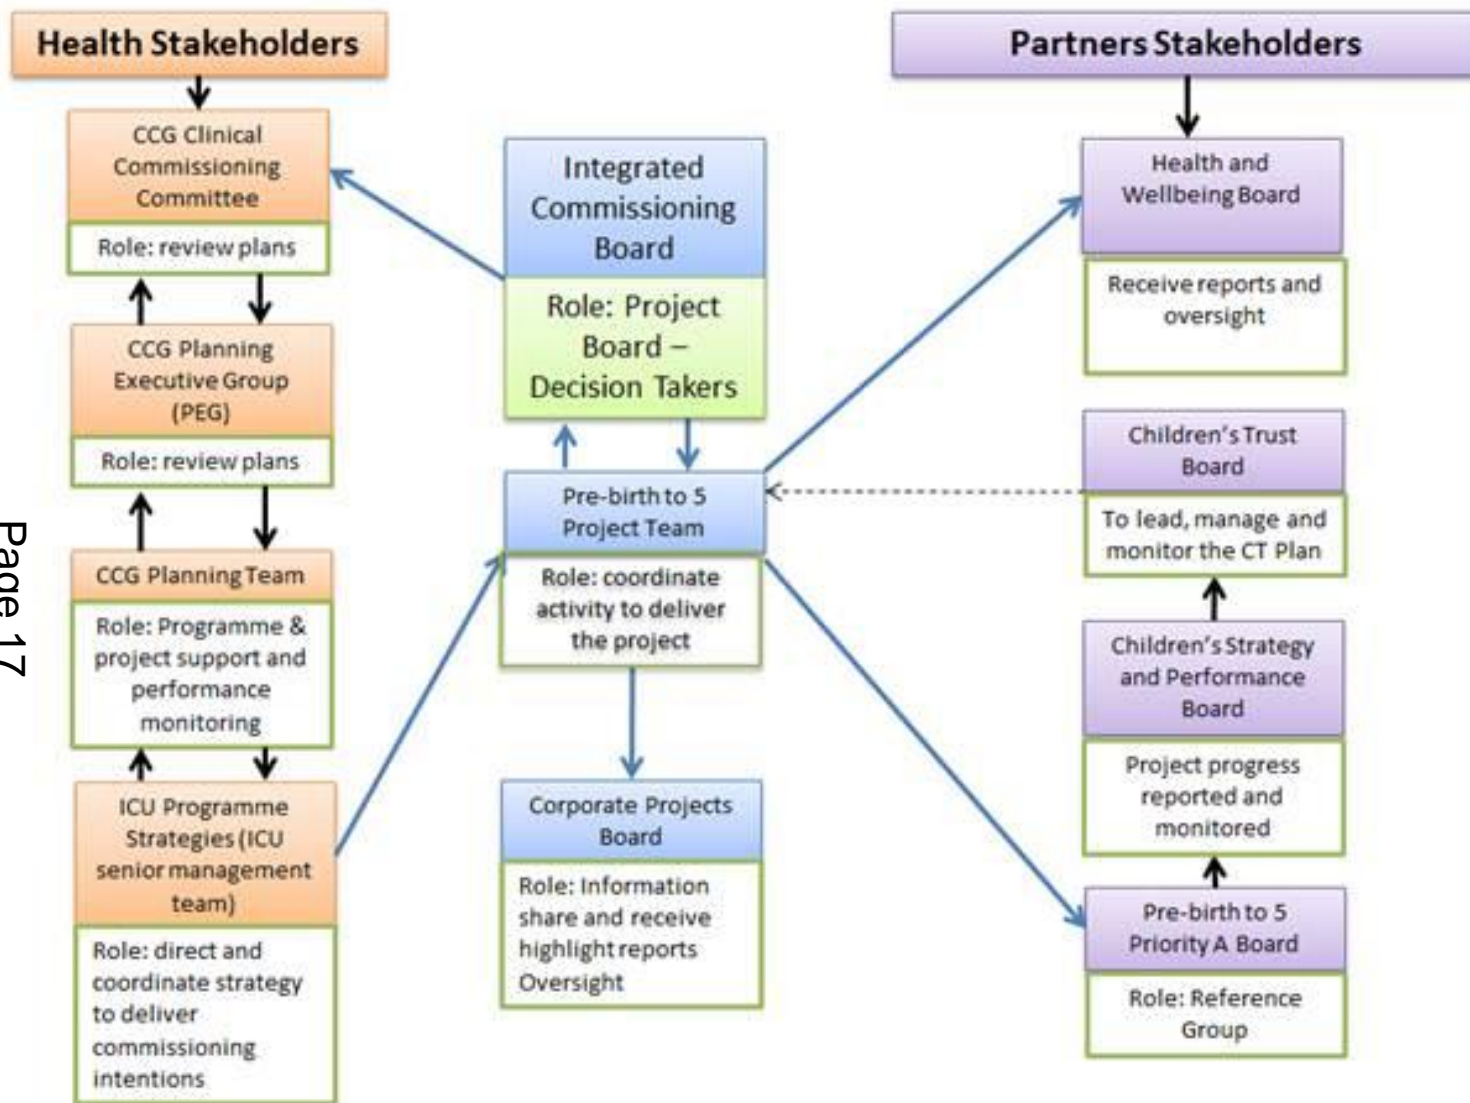 Health Stakeholders
CCG Clinical
Commissioning
Committee
Role: review plans
CCG Planning
Executive Group
(PEG)
Role: review plans
CCG Planning Team
Role: Programme &
project support and
performance
monitoring
ICU Programme
Strategies (ICU
senior management
team)
Role: direct and
coordinate strategy
to deliver
commissioning
intentions
Integrated
Commissioning
Board
Role: Project
Board –
Decision Takers
Pre-birth to 5
Project Team
Role: coordinate
activity to deliver
the project
Corporate Projects
Board
Role: Information
share and receive
highlight reports
Oversight
Partners Stakeholders
Health and
Wellbeing Board
Receive reports and
oversight
Children's Trust
Board
To lead, manage and
monitor the CT Plan
Children's Strategy
and Performance
Board
Project progress
reported and
monitored
Pre-birth to 5
Priority A Board
Role: Reference
Group
Page 17